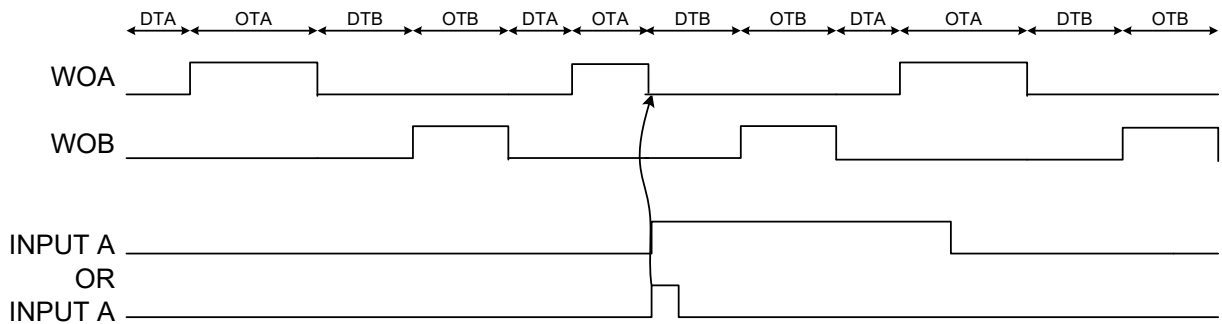 DTA OTA DTB OTB DTA OTA DTB OTB DTA OTA DTB OTB
WOA
WOB
INPUT A
OR
INPUT A